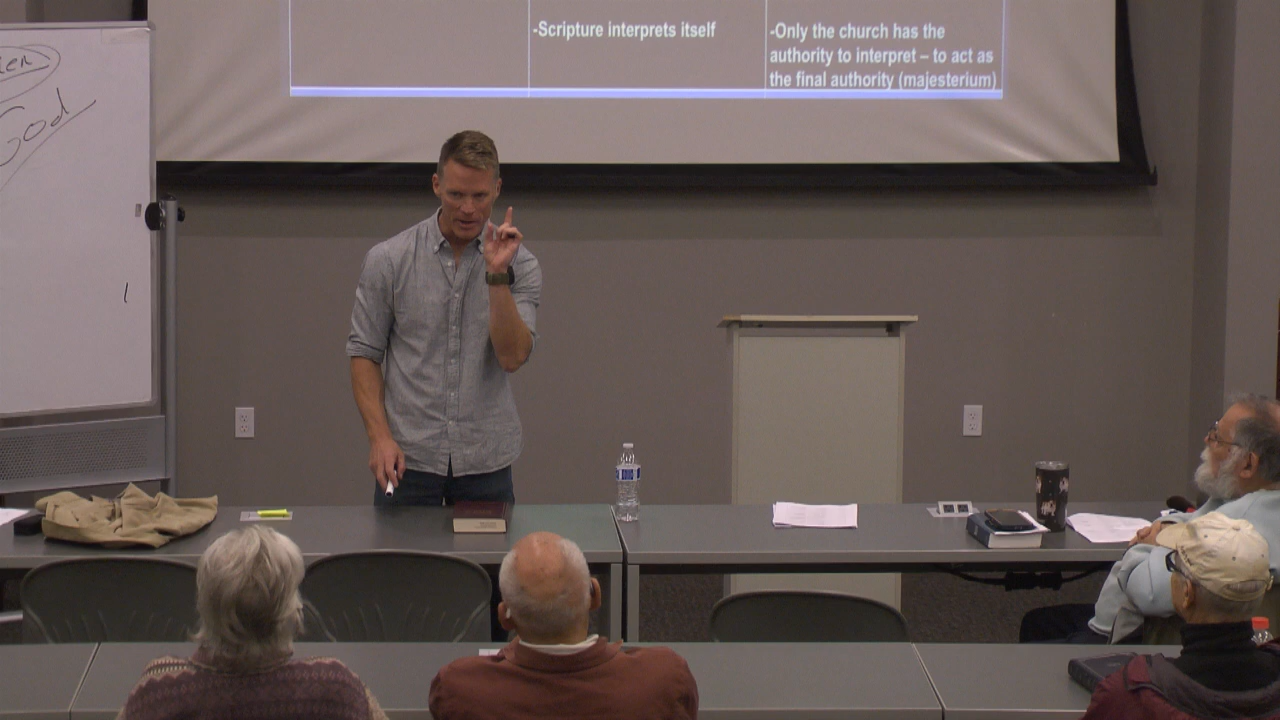 -Scripture interprets itself
-Only the church has the
authority to interpret – to act as
the final authority (majesterium)
God